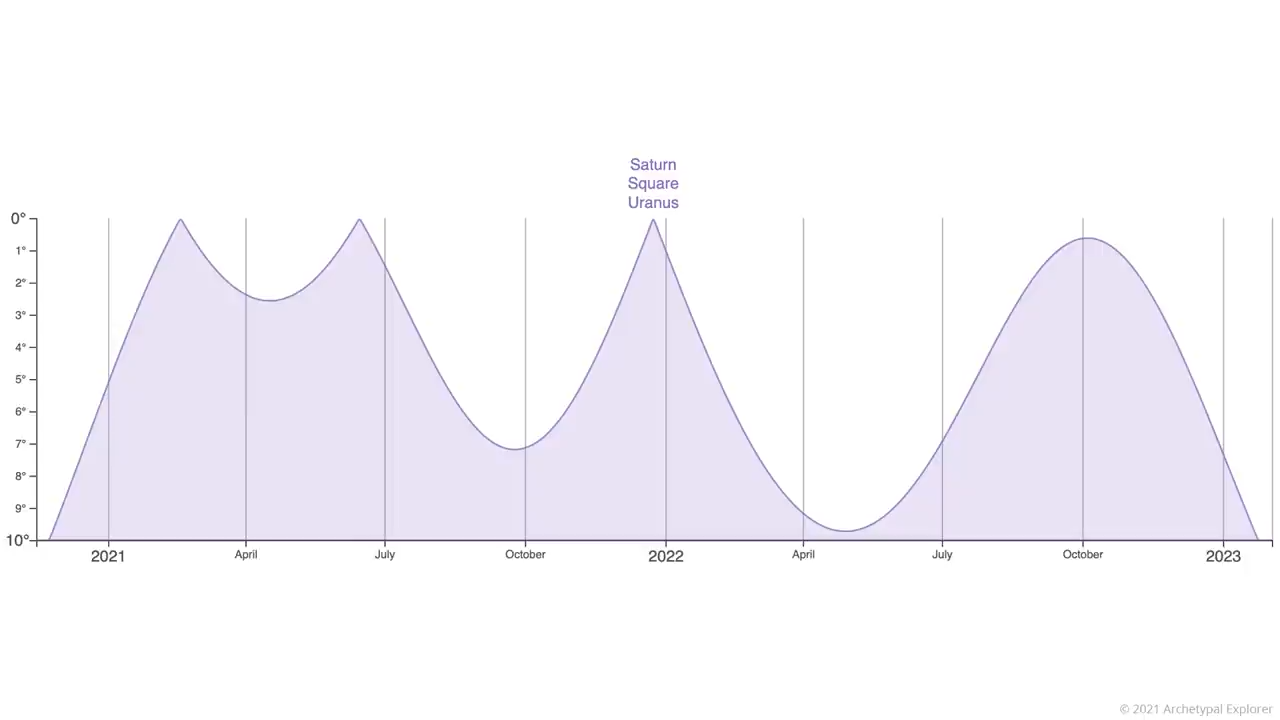 Saturn
Square
Uranus
0°
1°
2°
3°
4°
5°
6°
7°
8°
9°
10°
2021 April July October 2022 April July October 2023
© 2021 Archetypal Explorer